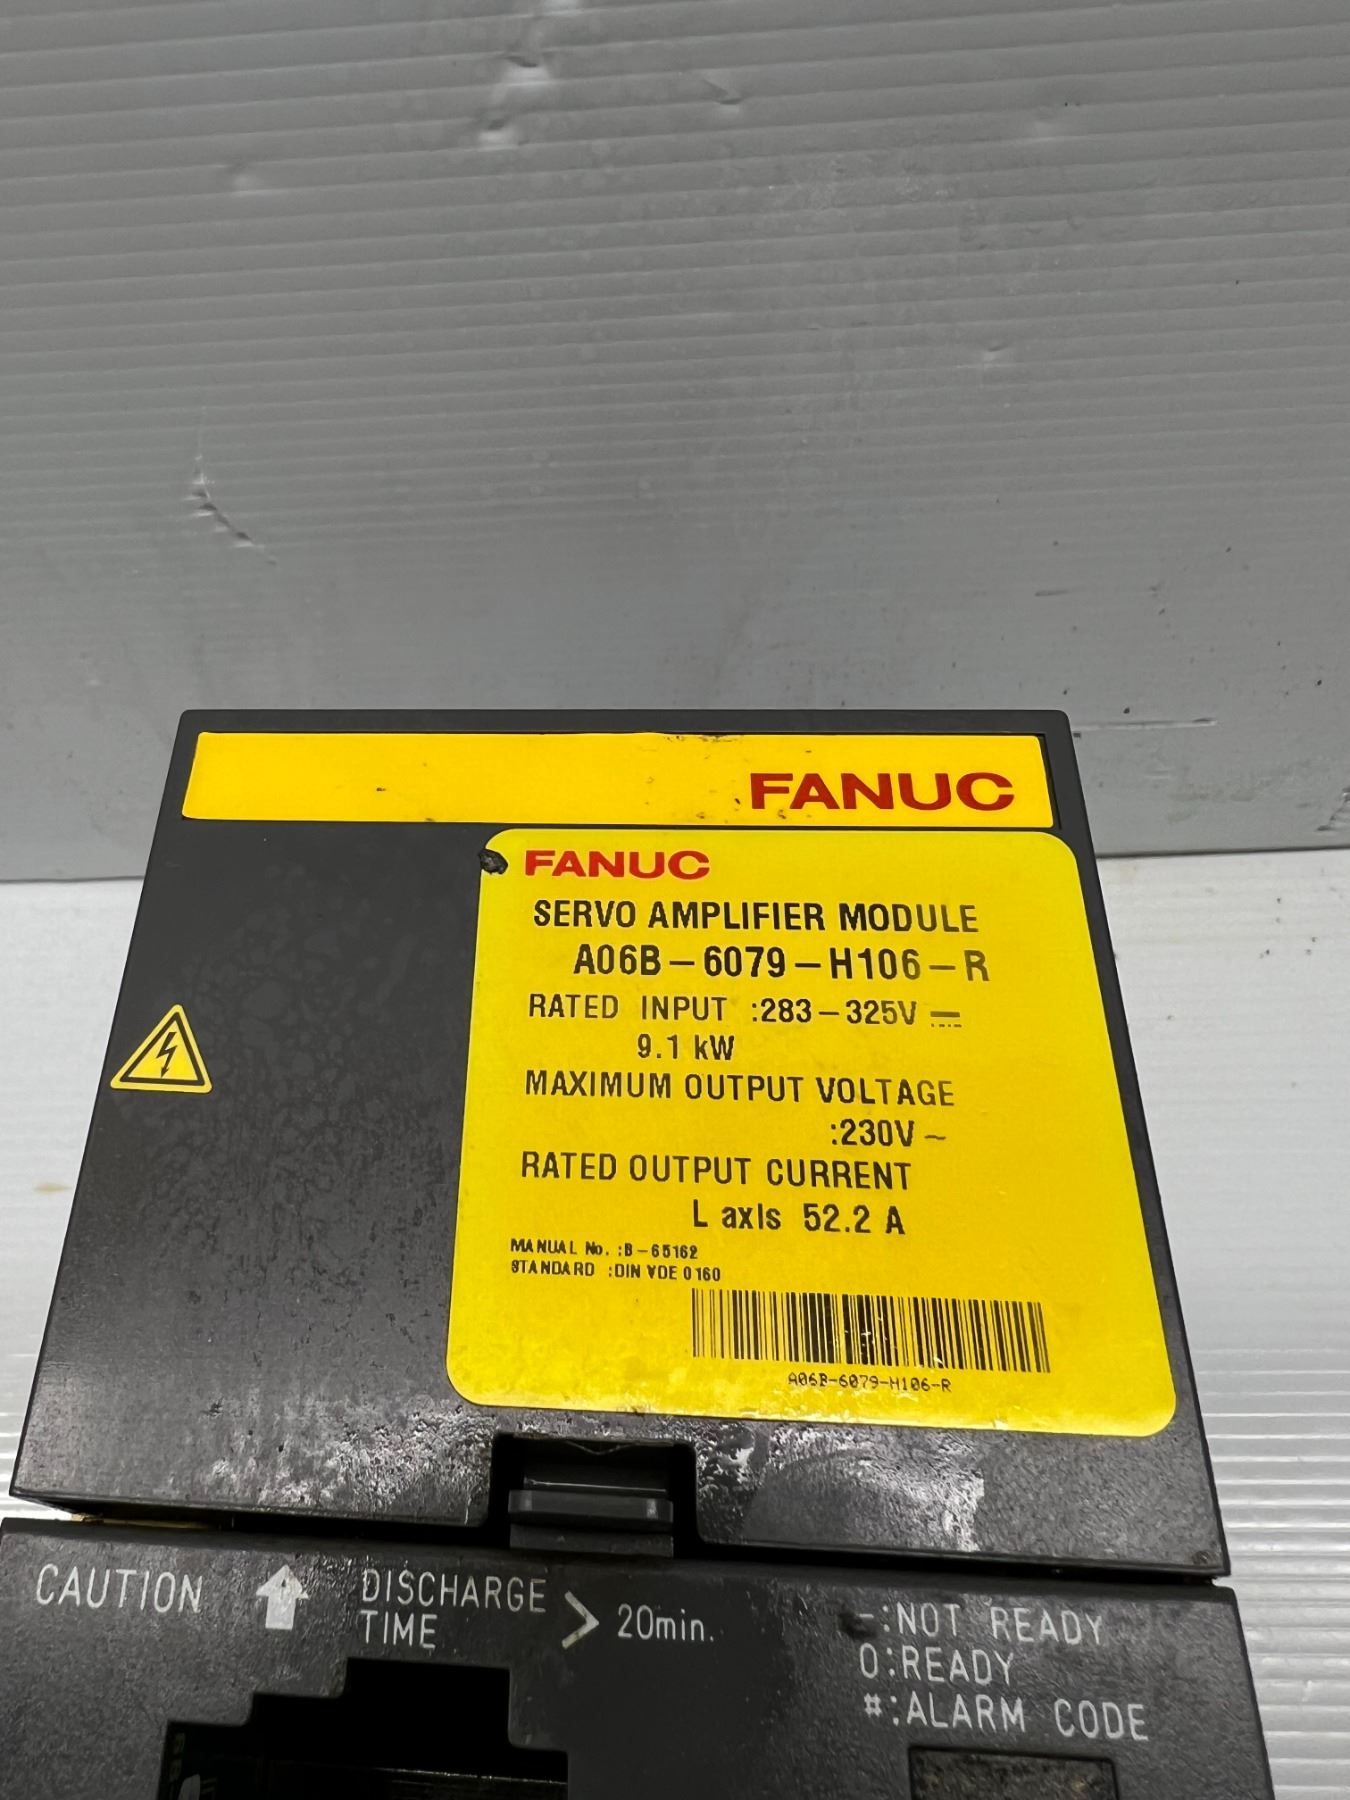 FANUC
FANUC
SERVO AMPLIFIER MODULE
A06B-6079-H106-R
RATED INPUT :283-325V ⎓
9.1 kW
MAXIMUM OUTPUT VOLTAGE
:230V~
RATED OUTPUT CURRENT
L axis 52.2 A
MANUAL No. :B-65162
STANDARD :DIN VDE 0160
A06B-6079-H106-R
CAUTION DISCHARGE TIME > 20min.
-:NOT READY
0:READY
#:ALARM CODE